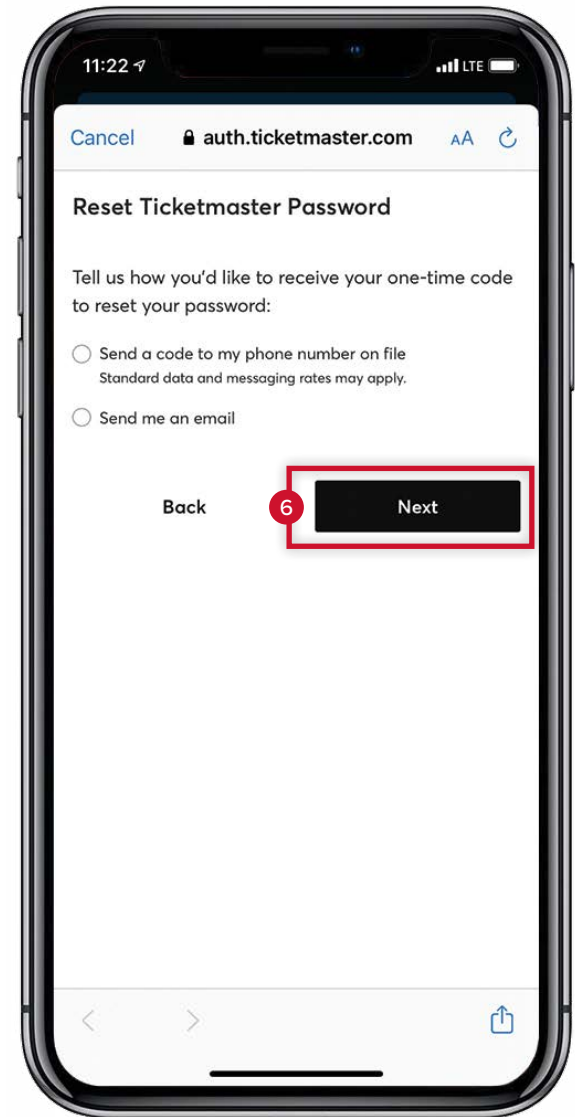 11:22 LTE
Cancel auth.ticketmaster.com AA
Reset Ticketmaster Password
Tell us how you'd like to receive your one-time code
to reset your password:
Send a code to my phone number on file
Standard data and messaging rates may apply.
Send me an email
Back 6 Next